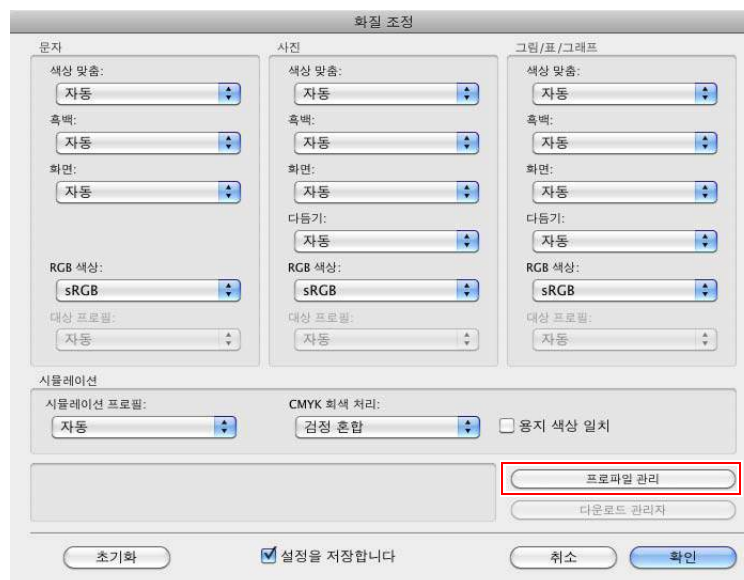 화질 조정
문자 사진 그림/표/그래프
색상 맞춤: 색상 맞춤: 색상 맞춤:
자동 자동 자동
흑백: 흑백: 흑백:
자동 자동 자동
화면: 화면: 화면:
자동 자동 자동
다듬기: 다듬기:
자동 자동
RGB 색상: RGB 색상: RGB 색상:
sRGB sRGB sRGB
대상 프로필: 대상 프로필: 대상 프로필:
자동 자동 자동
시뮬레이션
시뮬레이션 프로필: CMYK 회색 처리:
자동 검정 혼합 용지 색상 일치
프로파일 관리
다운로드 관리자
초기화 설정을 저장합니다 취소 확인